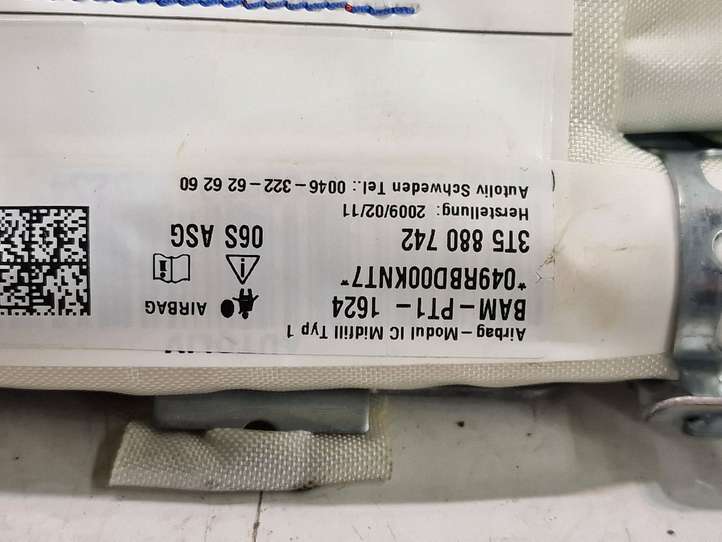 Airbag-Modul IC Midfill Typ 1
BAM-PT1-1624
*049RBD00KNT7*
AIRBAG
3T5 880 742
06S ASG
Herstellung: 2009/02/11
Autoliv Schweden Tel.: 0046-322-62 62 60